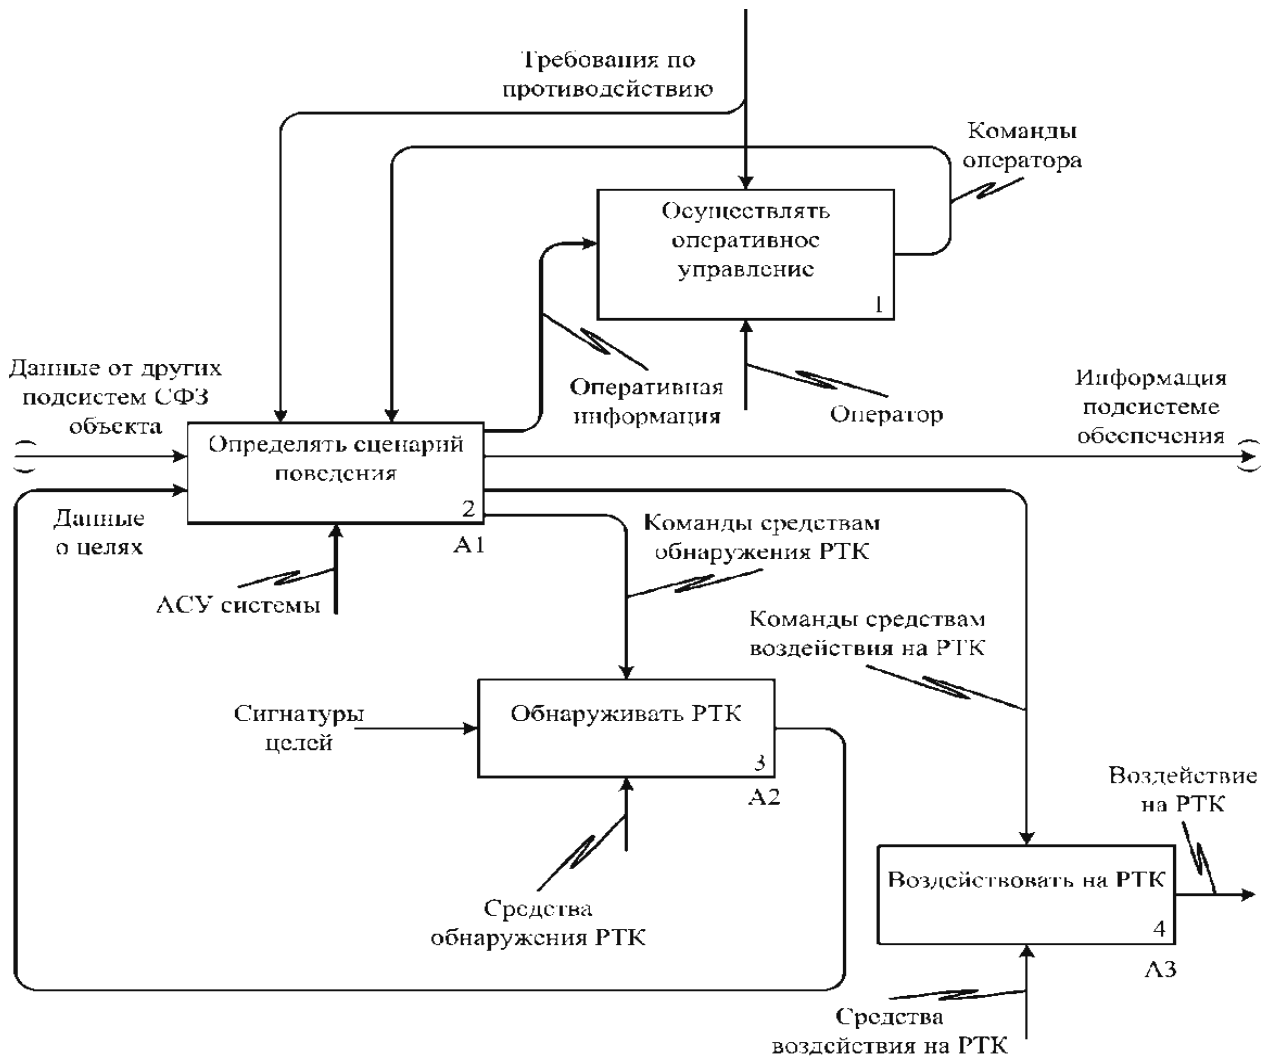 Требования по
противодействию
Команды
оператора
Осуществлять
оперативное
управление
1
Данные от других
подсистем СФЗ
объекта
Оперативная
информация
Оператор
Информация
подсистеме
обеспечения
Определять сценарий
поведения
2
А1
Данные
о целях
АСУ системы
Команды средствам
обнаружения РТК
Команды средствам
воздействия на РТК
Сигнатуры
целей
Обнаруживать РТК
3
А2
Воздействие
на РТК
Средства
обнаружения РТК
Воздействовать на РТК
4
А3
Средства
воздействия на РТК